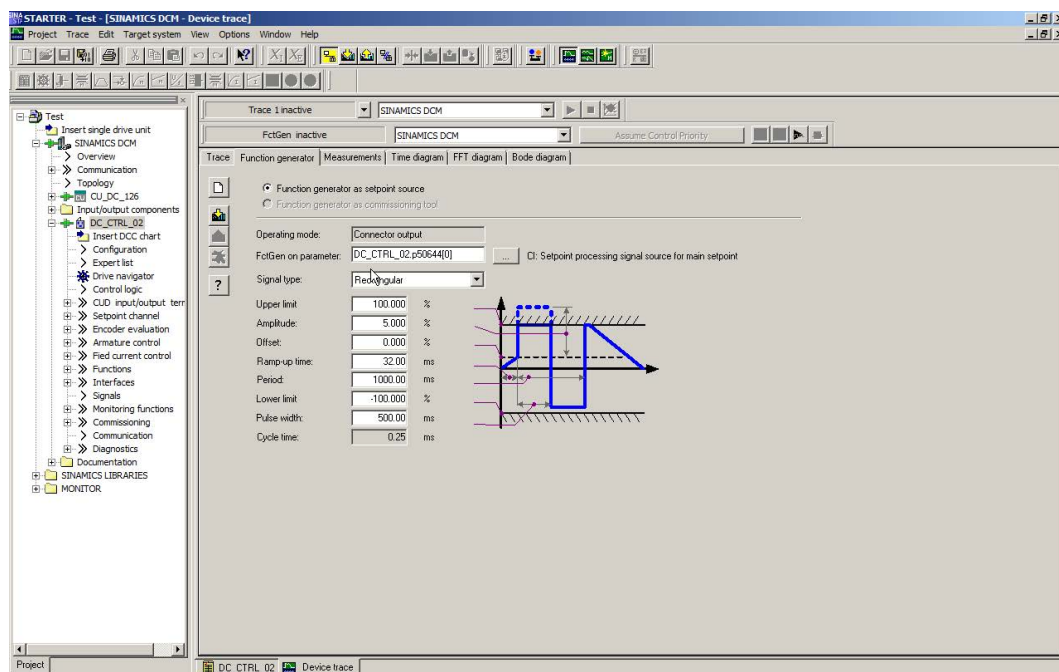 STARTER - Test - [SINAMICS DCM - Device trace]
Project Trace Edit Target system View Options Window Help
Test
Insert single drive unit
SINAMICS DCM
Overview
Communication
Topology
CU_DC_126
Input/output components
DC_CTRL_02
Insert DCC chart
Configuration
Expert list
Drive navigator
Control logic
CUD input/output terr
Setpoint channel
Encoder evaluation
Armature control
Fied current control
Functions
Interfaces
Signals
Monitoring functions
Commissioning
Communication
Diagnostics
Documentation
SINAMICS LIBRARIES
MONITOR
Project
Trace 1 inactive SINAMICS DCM
FctGen inactive SINAMICS DCM Assume Control Priority
Trace Function generator Measurements Time diagram FFT diagram Bode diagram
Function generator as setpoint source
Function generator as commissioning tool
Operating mode: Connector output
FctGen on parameter: DC_CTRL_02.p50644[0] ... CI: Setpoint processing signal source for main setpoint
Signal type: Rectangular
Upper limit 100.000 %
Amplitude: 5.000 %
Offset: 0.000 %
Ramp-up time: 32.00 ms
Period: 1000.00 ms
Lower limit -100.000 %
Pulse width: 500.00 ms
Cycle time: 0.25 ms
?
DC_CTRL_02 Device trace